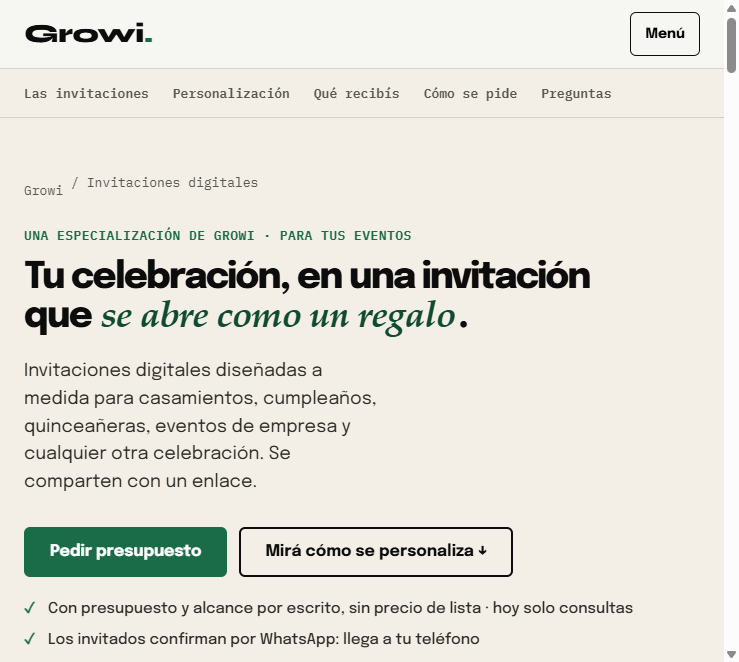 Growi.
Menú
Las invitaciones Personalización Qué recibís Cómo se pide Preguntas
Growi / Invitaciones digitales
UNA ESPECIALIZACIÓN DE GROWI · PARA TUS EVENTOS
Tu celebración, en una invitación
que se abre como un regalo.
Invitaciones digitales diseñadas a
medida para casamientos, cumpleaños,
quinceañeras, eventos de empresa y
cualquier otra celebración. Se
comparten con un enlace.
Pedir presupuesto Mirá cómo se personaliza ↓
✓ Con presupuesto y alcance por escrito, sin precio de lista · hoy solo consultas
✓ Los invitados confirman por WhatsApp: llega a tu teléfono